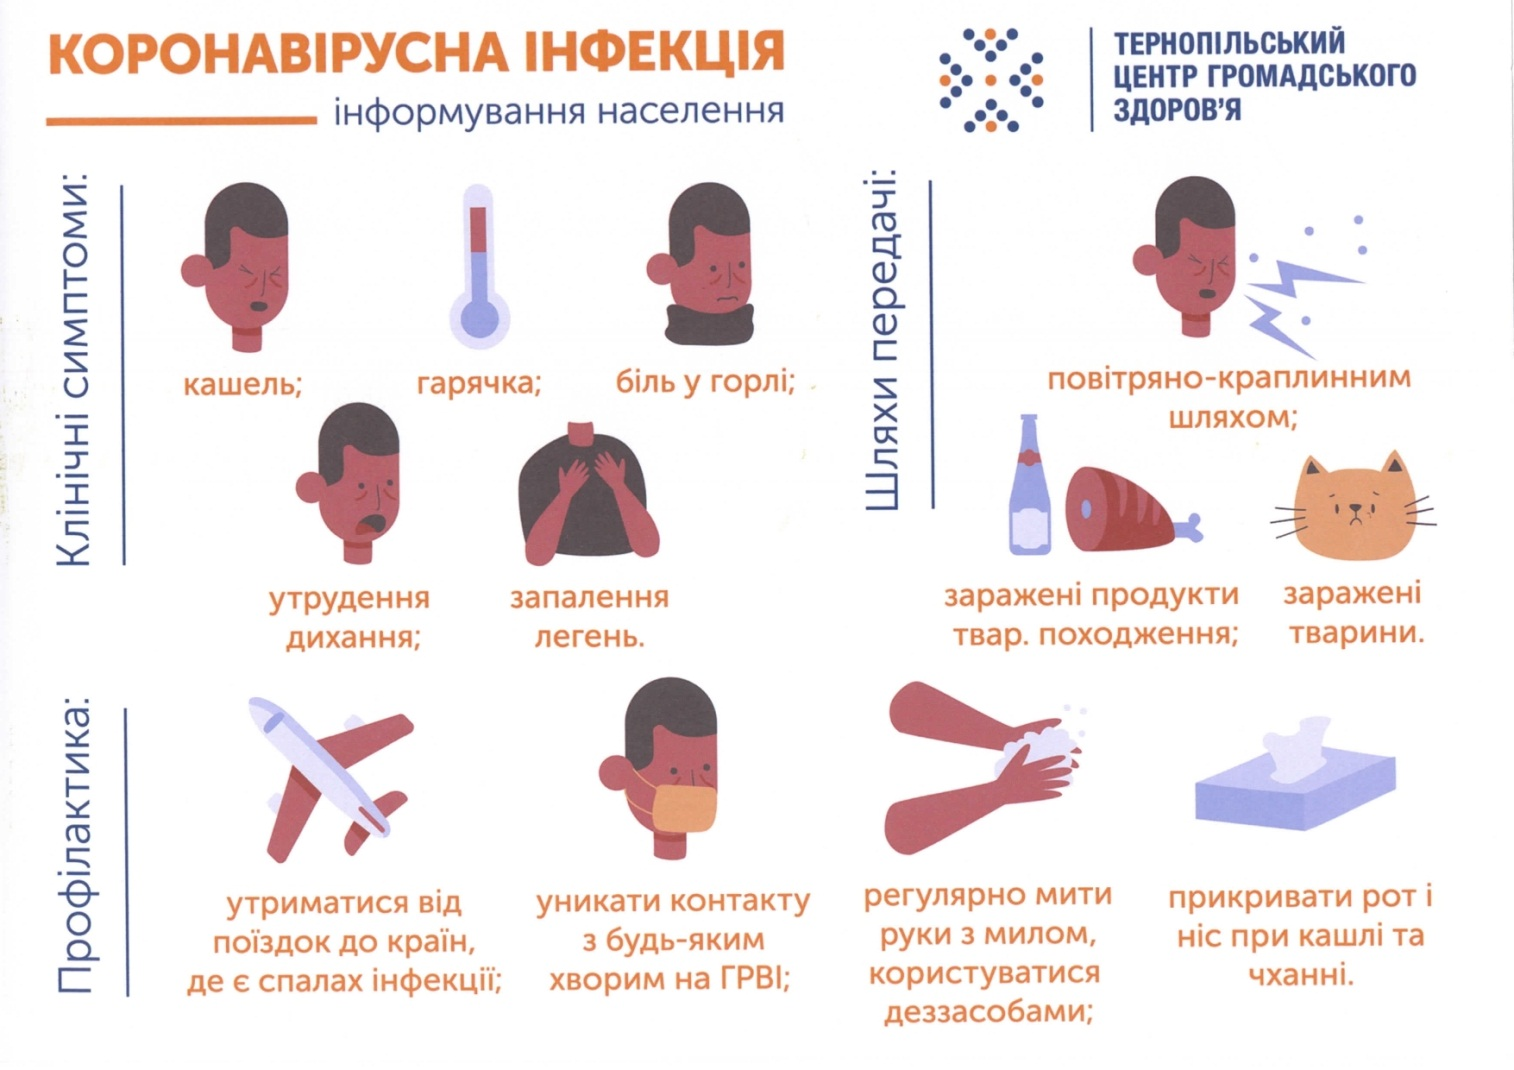 КОРОНАВІРУСНА ІНФЕКЦІЯ
інформування населення
ТЕРНОПІЛЬСЬКИЙ
ЦЕНТР ГРОМАДСЬКОГО
ЗДОРОВ'Я
Клінічні симптоми:
кашель;
гарячка;
біль у горлі;
утрудення
дихання;
запалення
легень.
Шляхи передачі:
повітряно-краплинним
шляхом;
заражені продукти
твар. походження;
заражені
тварини.
Профілактика:
утриматися від
поїздок до країн,
де є спалах інфекції;
уникати контакту
з будь-яким
хворим на ГРВІ;
регулярно мити
руки з милом,
користуватися
деззасобами;
прикривати рот і
ніс при кашлі та
чханні.